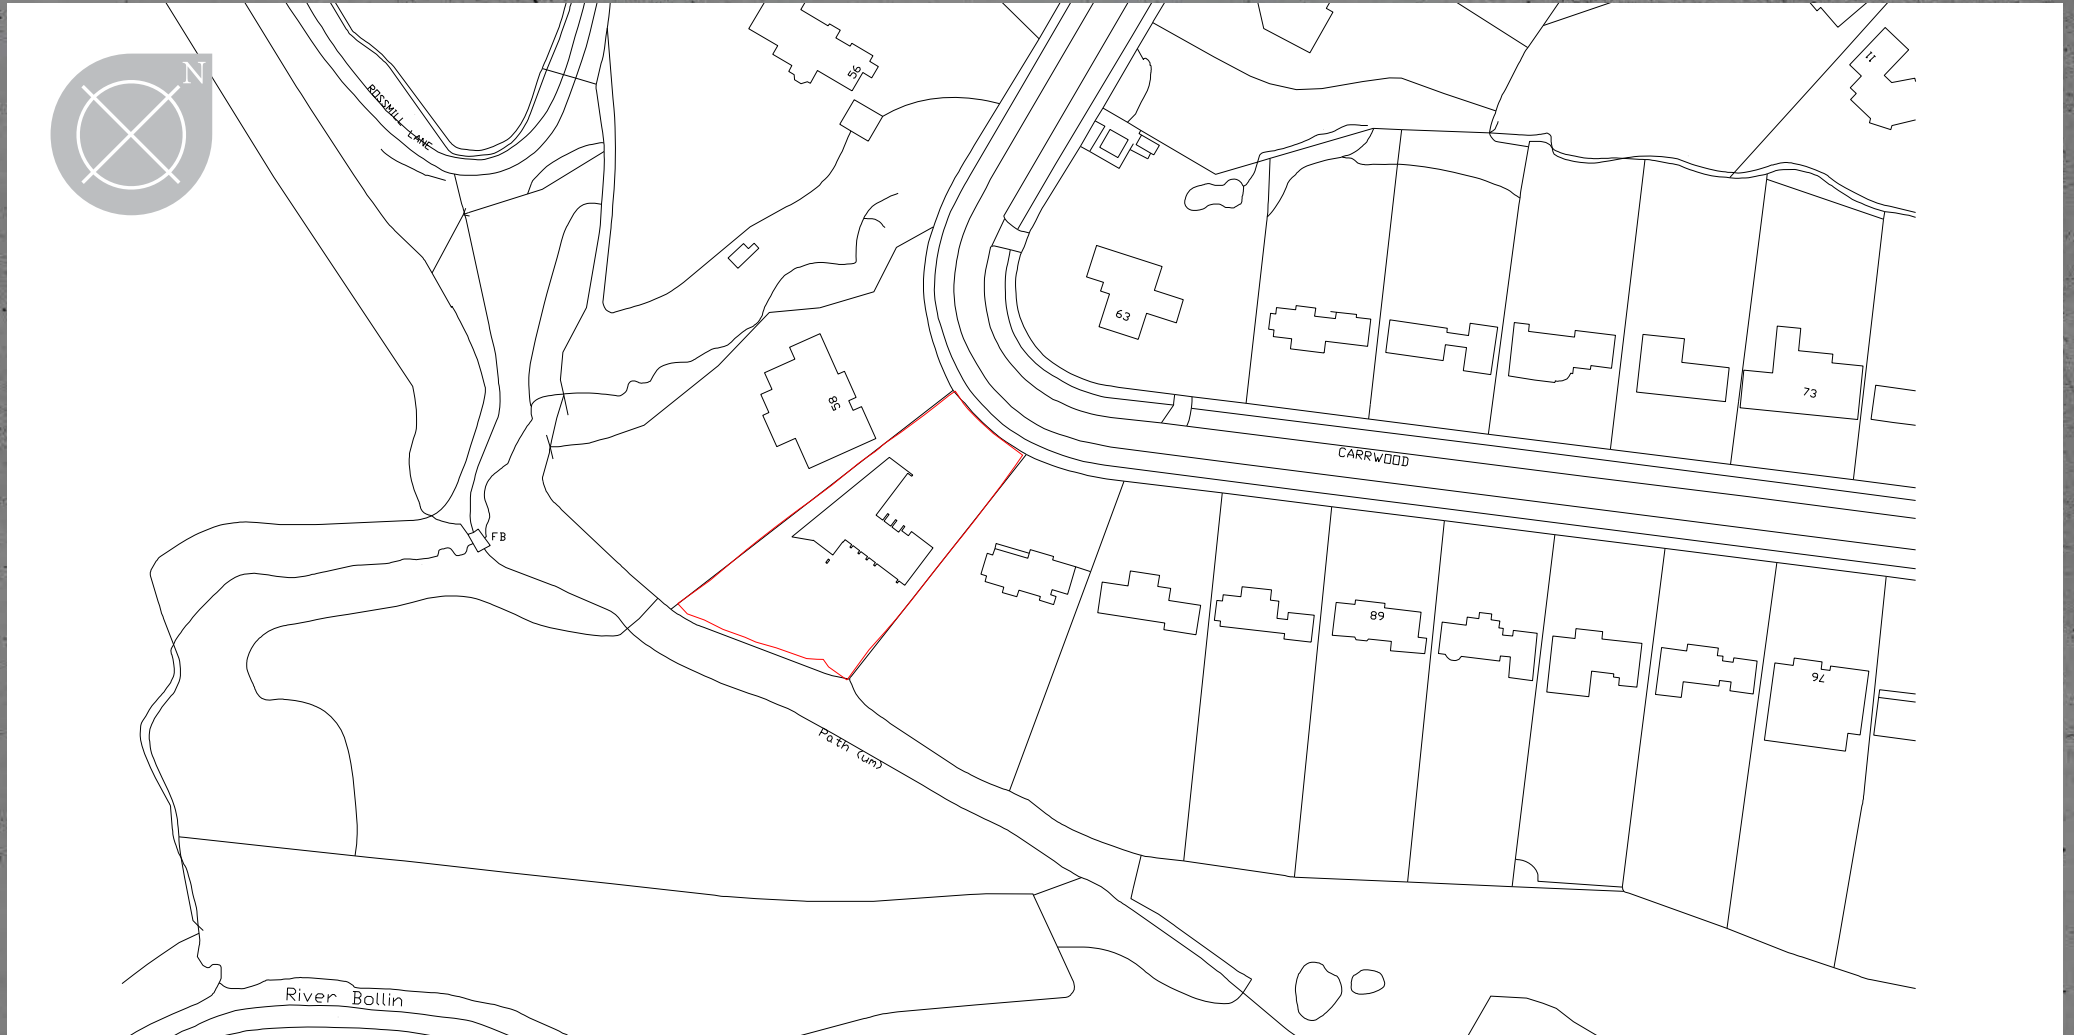 N
56
11
ROSSMILL LANE
63
58
73
CARRWOOD
FB
89
76
Path (um)
River Bollin